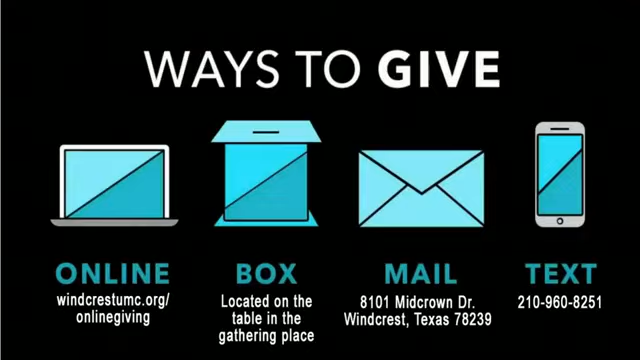 WAYS TO GIVE
ONLINE
windcrestumc.org/
onlinegiving
BOX
Located on the
table in the
gathering place
MAIL
8101 Midcrown Dr.
Windcrest, Texas 78239
TEXT
210-960-8251